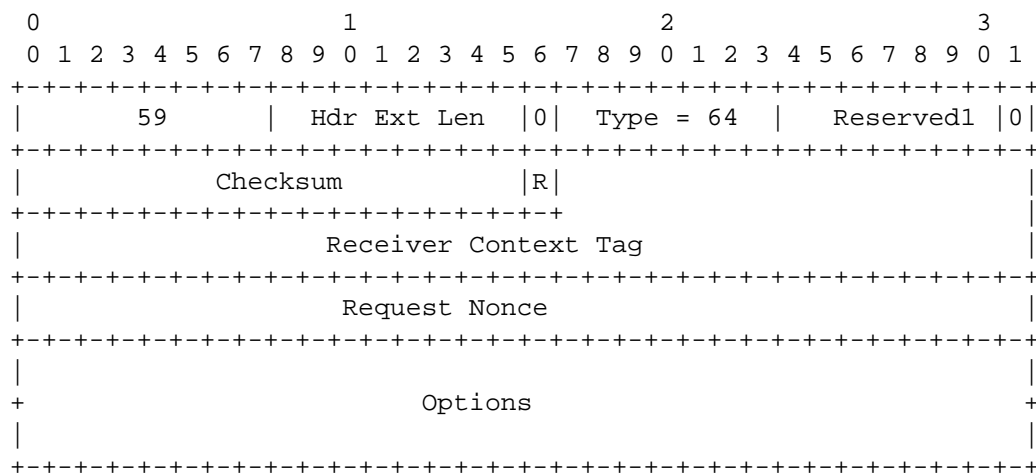 0                   1                   2                   3
 0 1 2 3 4 5 6 7 8 9 0 1 2 3 4 5 6 7 8 9 0 1 2 3 4 5 6 7 8 9 0 1
+-+-+-+-+-+-+-+-+-+-+-+-+-+-+-+-+-+-+-+-+-+-+-+-+-+-+-+-+-+-+-+-+
|       59      |  Hdr Ext Len  |0|  Type = 64  |   Reserved1 |0|
+-+-+-+-+-+-+-+-+-+-+-+-+-+-+-+-+-+-+-+-+-+-+-+-+-+-+-+-+-+-+-+-+
|            Checksum           |R|                             |
+-+-+-+-+-+-+-+-+-+-+-+-+-+-+-+-+-+                             |
|                   Receiver Context Tag                        |
+-+-+-+-+-+-+-+-+-+-+-+-+-+-+-+-+-+-+-+-+-+-+-+-+-+-+-+-+-+-+-+-+
|                    Request Nonce                              |
+-+-+-+-+-+-+-+-+-+-+-+-+-+-+-+-+-+-+-+-+-+-+-+-+-+-+-+-+-+-+-+-+
|                                                               |
+                         Options                               +
|                                                               |
+-+-+-+-+-+-+-+-+-+-+-+-+-+-+-+-+-+-+-+-+-+-+-+-+-+-+-+-+-+-+-+-+